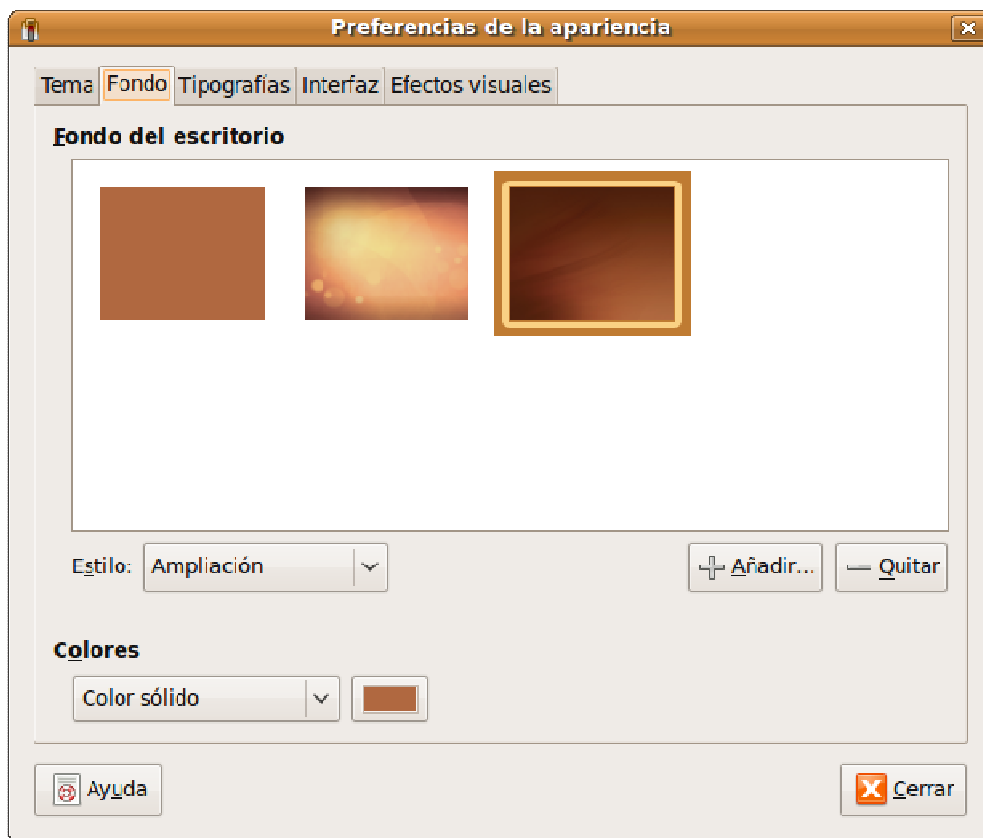 Preferencias de la apariencia
Tema Fondo Tipografías Interfaz Efectos visuales
Fondo del escritorio
Estilo: Ampliación Añadir... Quitar
Colores
Color sólido
Ayuda Cerrar